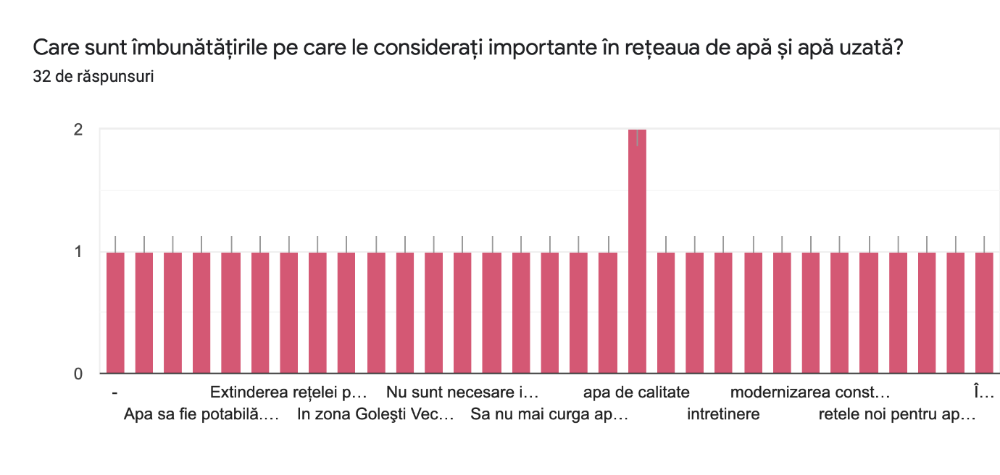 Care sunt îmbunătățirile pe care le considerați importante în rețeaua de apă și apă uzată?
32 de răspunsuri
2
1
0
-
Extinderea rețelei p…
Nu sunt necesare i…
apa de calitate
modernizarea const…
Î…
Apa sa fie potabilă.…
In zona Goleşti Vec…
Sa nu mai curga ap…
intretinere
retele noi pentru ap…